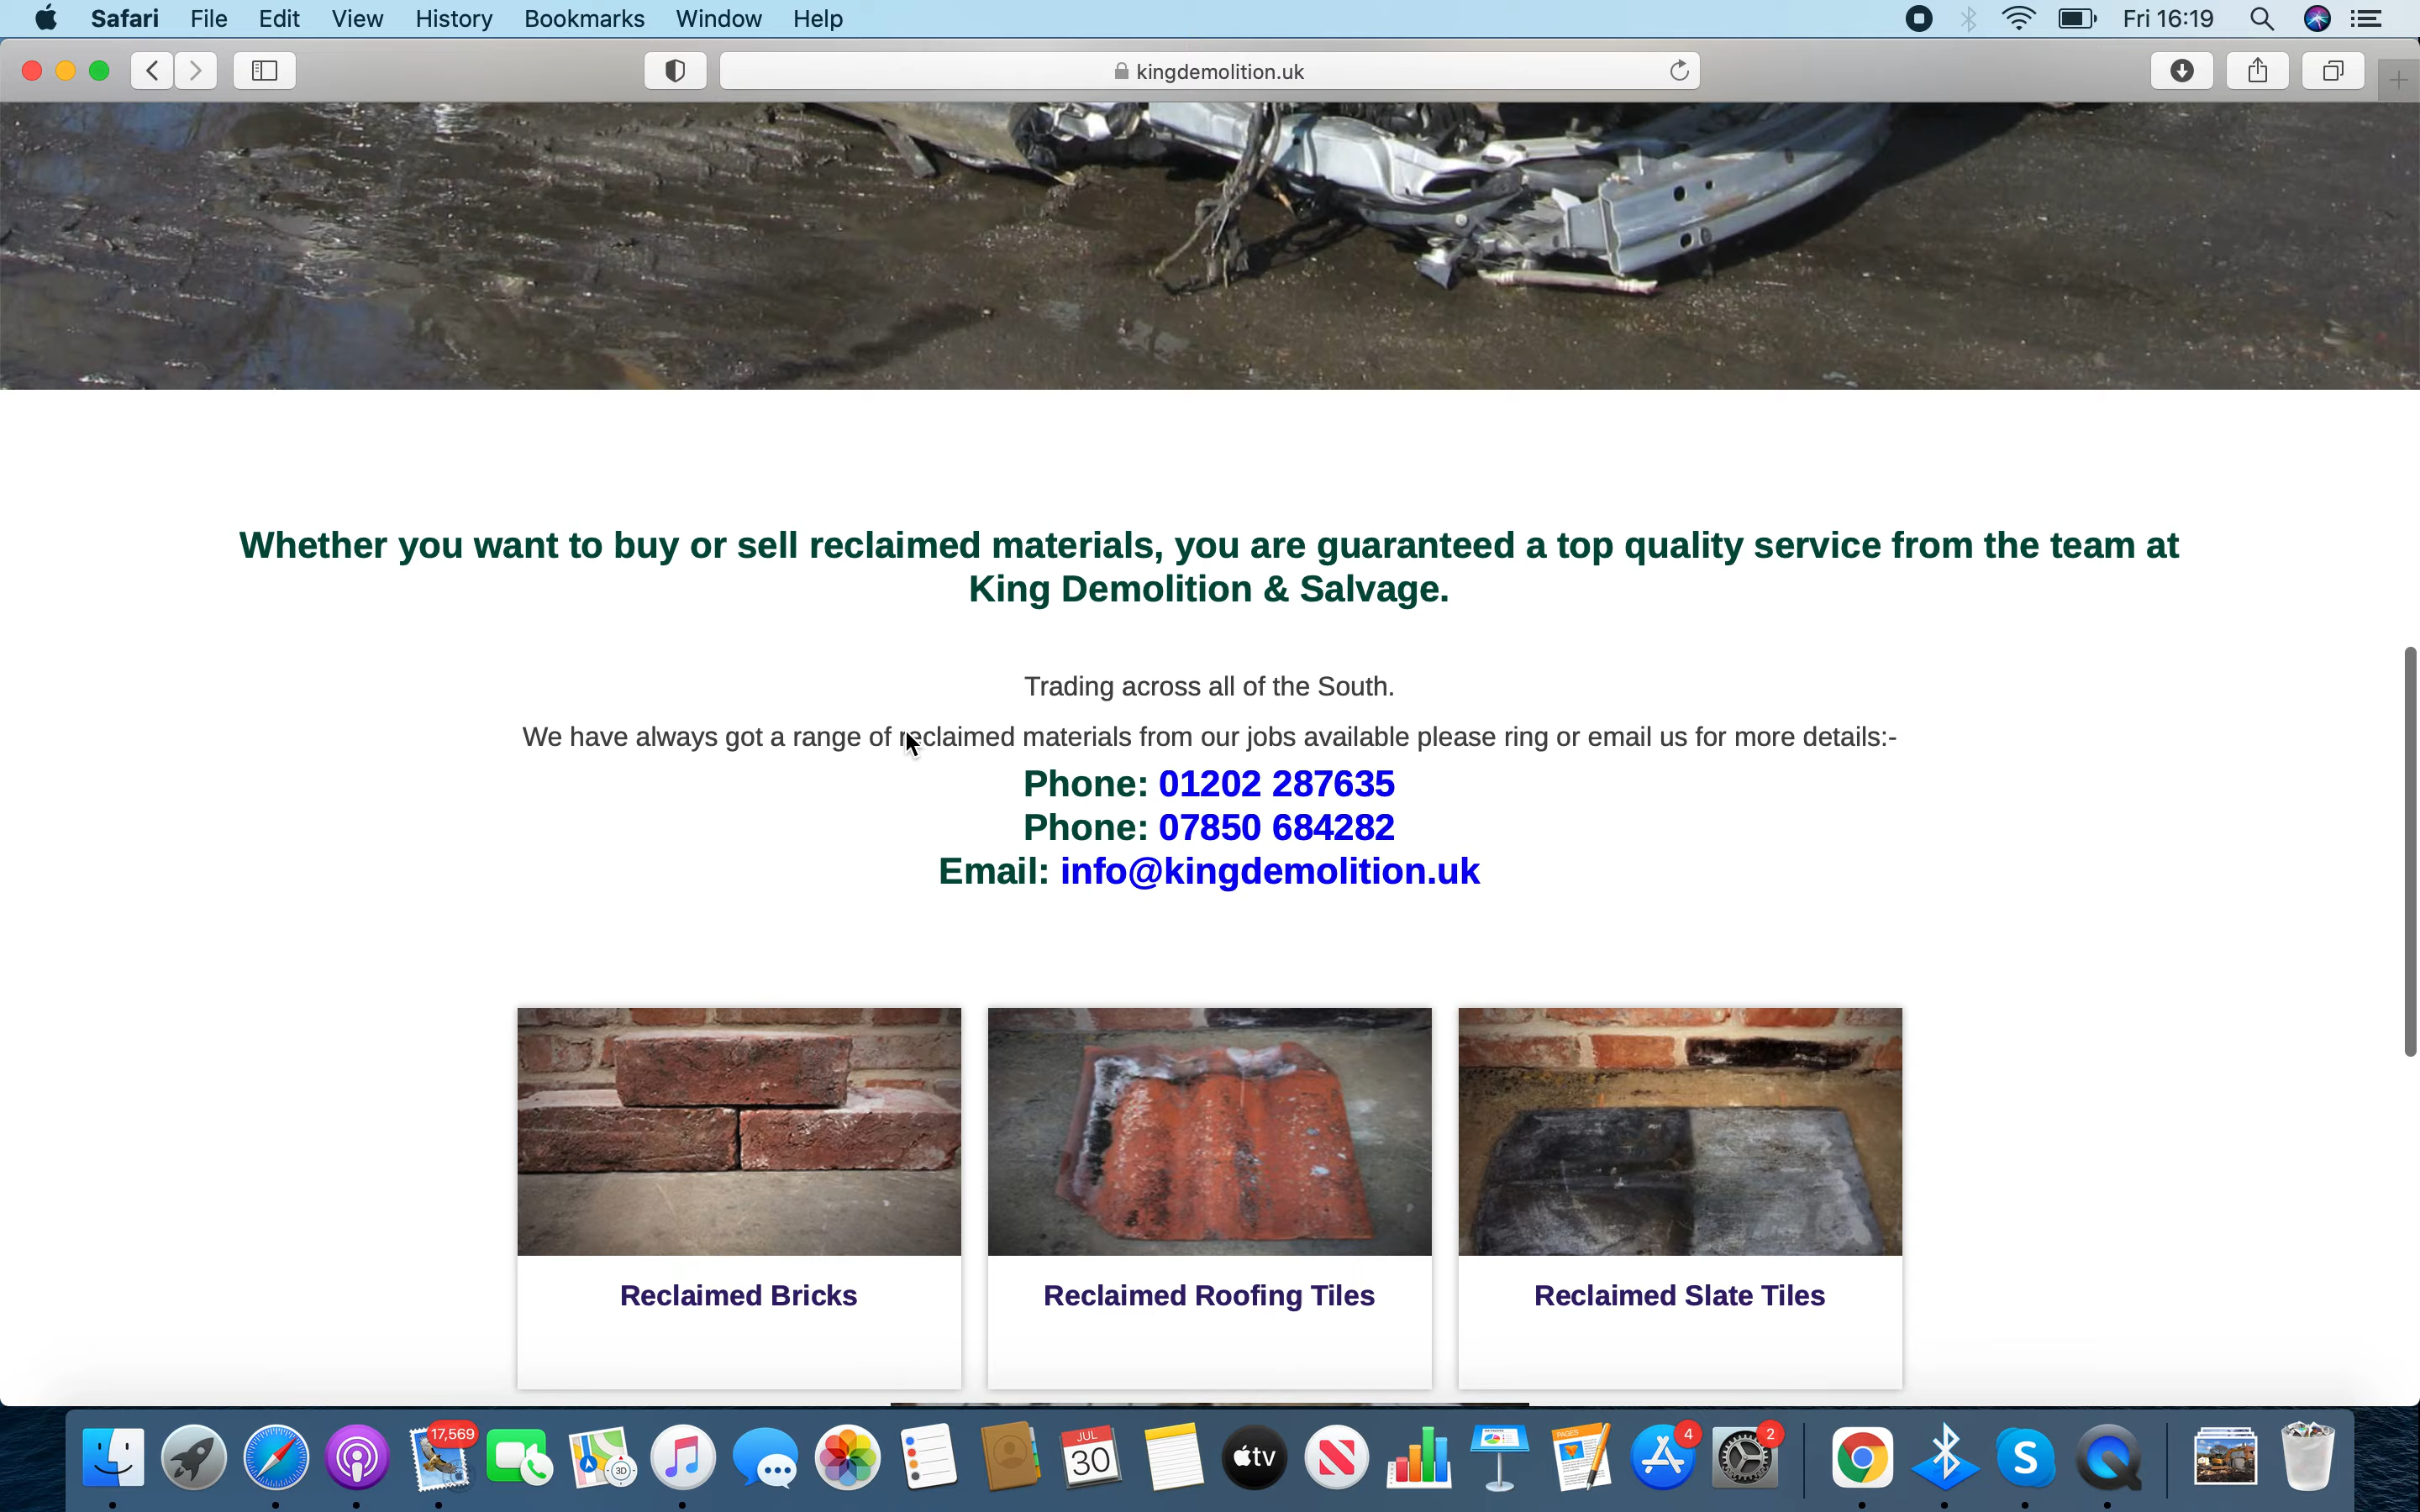 Safari File Edit View History Bookmarks Window Help Fri 16:19
kingdemolition.uk
Whether you want to buy or sell reclaimed materials, you are guaranteed a top quality service from the team at
King Demolition & Salvage.
Trading across all of the South.
We have always got a range of reclaimed materials from our jobs available please ring or email us for more details:-
Phone: 01202 287635
Phone: 07850 684282
Email: info@kingdemolition.uk
Reclaimed Bricks Reclaimed Roofing Tiles Reclaimed Slate Tiles
17,569 3D JUL 30 tv PAGES 4 2 S